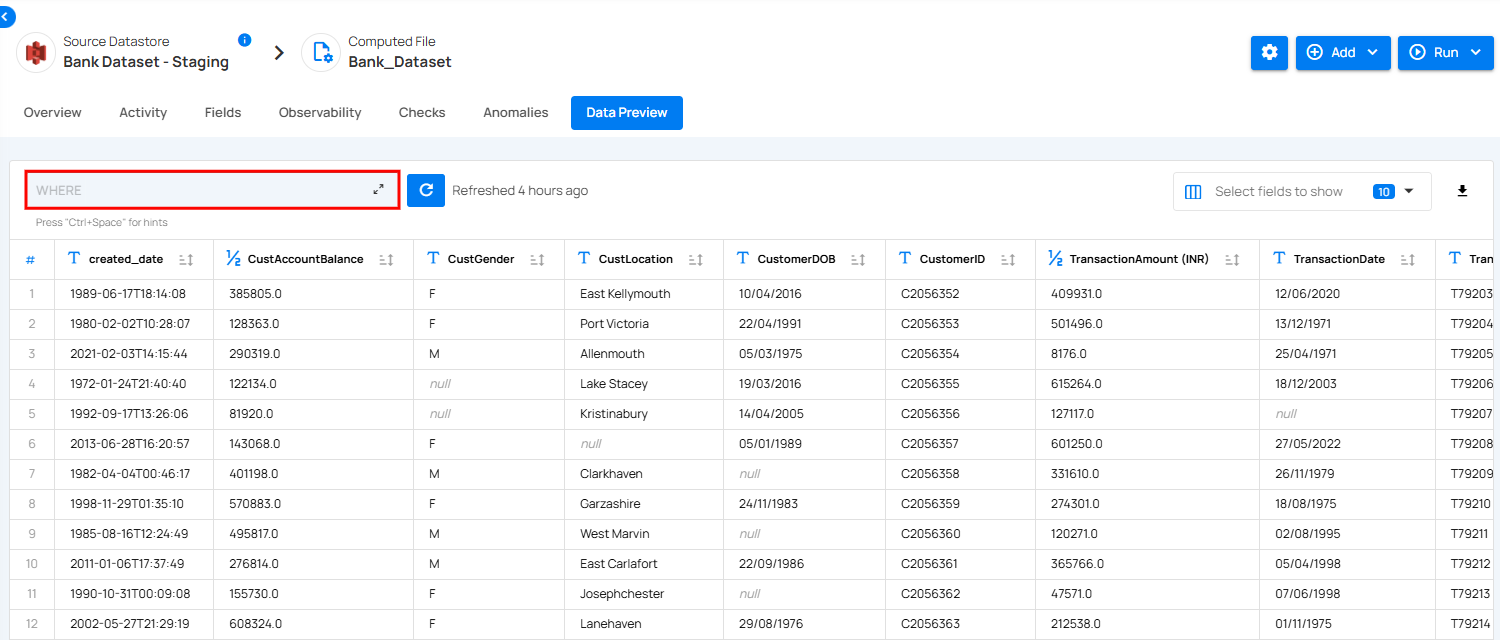 Source Datastore
Bank Dataset - Staging
Computed File
Bank_Dataset
Add
Run
Overview Activity Fields Observability Checks Anomalies Data Preview
WHERE
Refreshed 4 hours ago
Select fields to show 10
Press "Ctrl+Space" for hints
# created_date ½ CustAccountBalance CustGender CustLocation CustomerDOB CustomerID ½ TransactionAmount (INR) TransactionDate Tran
1 1989-06-17T18:14:08 385805.0 F East Kellymouth 10/04/2016 C2056352 409931.0 12/06/2020 T79203
2 1980-02-02T10:28:07 128363.0 F Port Victoria 22/04/1991 C2056353 501496.0 13/12/1971 T79204
3 2021-02-03T14:15:44 290319.0 M Allenmouth 05/03/1975 C2056354 8176.0 25/04/1971 T79205
4 1972-01-24T21:40:40 122134.0 null Lake Stacey 19/03/2016 C2056355 615264.0 18/12/2003 T79206
5 1992-09-17T13:26:06 81920.0 null Kristinabury 14/04/2005 C2056356 127117.0 null T79207
6 2013-06-28T16:20:57 143068.0 F null 05/01/1989 C2056357 601250.0 27/05/2022 T79208
7 1982-04-04T00:46:17 401198.0 M Clarkhaven null C2056358 331610.0 26/11/1979 T79209
8 1998-11-29T01:35:10 570883.0 F Garzashire 24/11/1983 C2056359 274301.0 18/08/1975 T79210
9 1985-08-16T12:24:49 495817.0 M West Marvin null C2056360 120271.0 02/08/1995 T79211
10 2011-01-06T17:37:49 276814.0 M East Carlafort 22/09/1986 C2056361 365766.0 05/04/1998 T79212
11 1990-10-31T00:09:08 155730.0 F Josephchester null C2056362 47571.0 07/06/1998 T79213
12 2002-05-27T21:29:19 608324.0 F Lanehaven 29/08/1976 C2056363 212538.0 01/11/1975 T79214